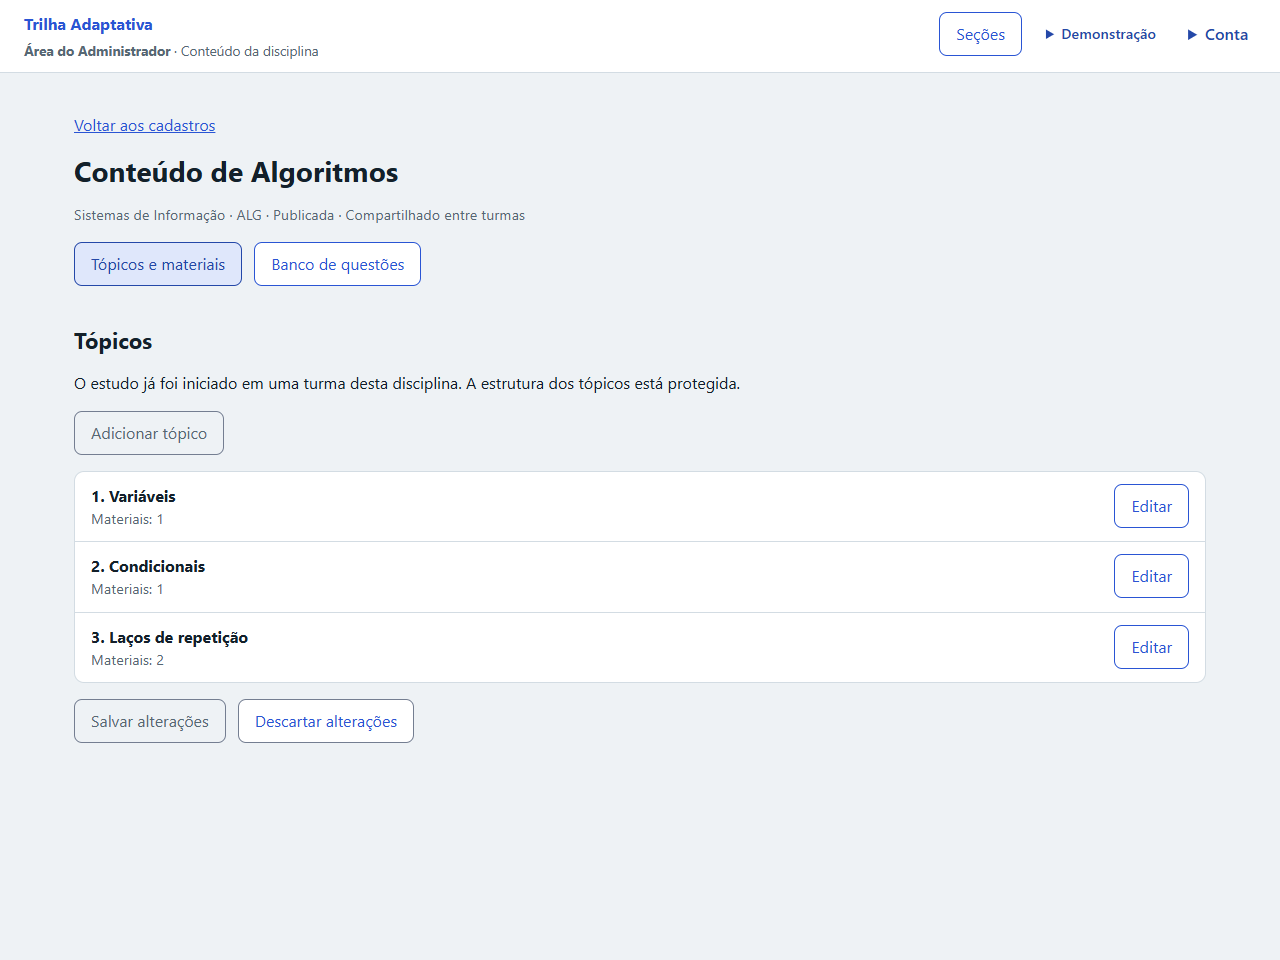 Trilha Adaptativa
Área do Administrador · Conteúdo da disciplina
Seções
Demonstração
Conta
Voltar aos cadastros
Conteúdo de Algoritmos
Sistemas de Informação · ALG · Publicada · Compartilhado entre turmas
Tópicos e materiais
Banco de questões
Tópicos
O estudo já foi iniciado em uma turma desta disciplina. A estrutura dos tópicos está protegida.
Adicionar tópico
1. Variáveis
Materiais: 1
Editar
2. Condicionais
Materiais: 1
Editar
3. Laços de repetição
Materiais: 2
Editar
Salvar alterações
Descartar alterações